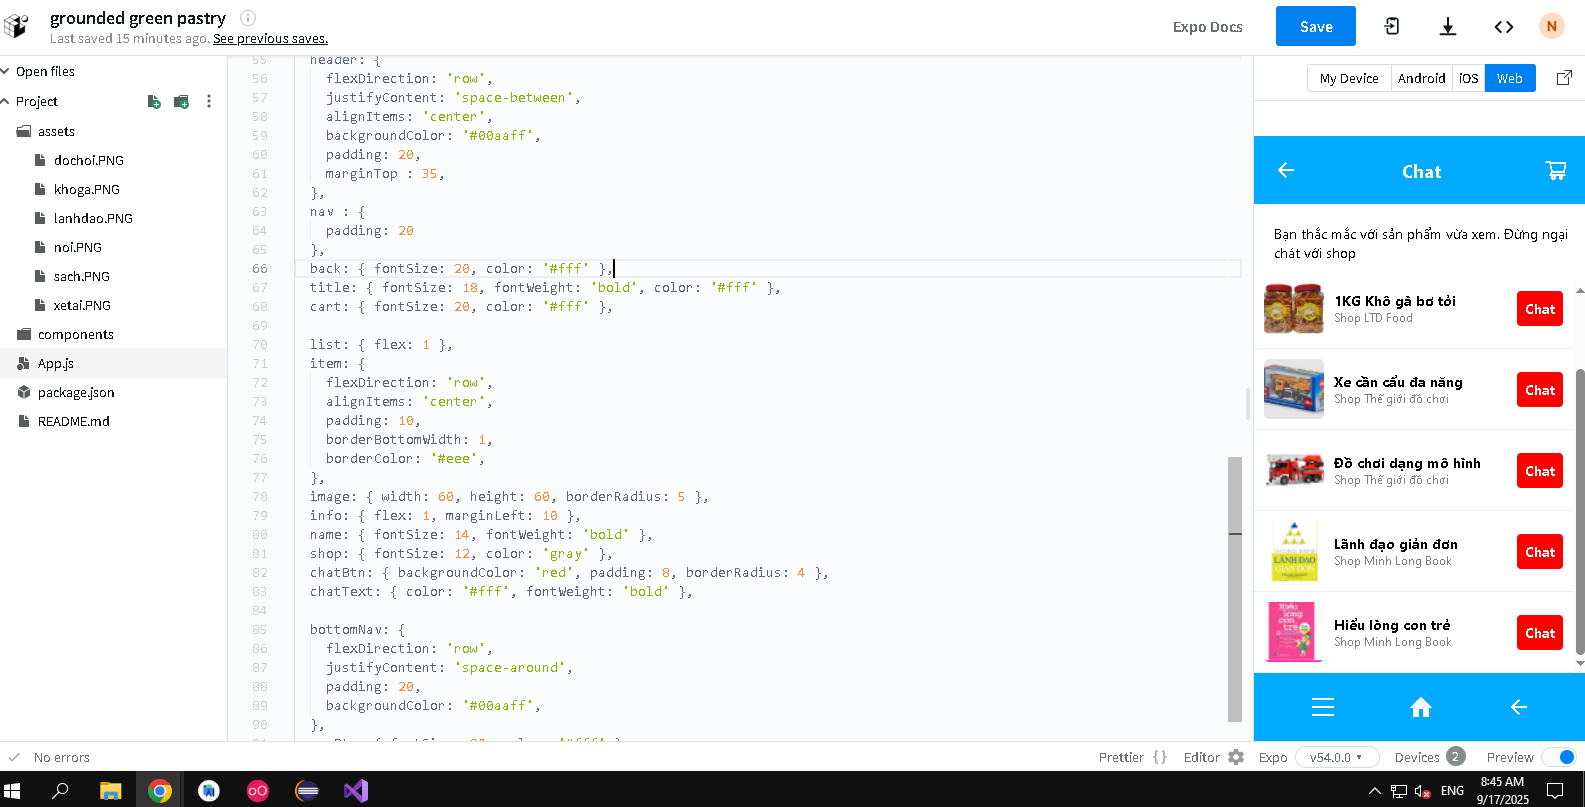 grounded green pastry
Last saved 15 minutes ago. See previous saves.
Expo Docs
Save
N
Open files
Project
assets
dochoi.PNG
khoga.PNG
lanhdao.PNG
noi.PNG
sach.PNG
xetai.PNG
components
App.js
package.json
README.md
55 header: {
56 flexDirection: 'row',
57 justifyContent: 'space-between',
58 alignItems: 'center',
59 backgroundColor: '#00aaff',
60 padding: 20,
61 marginTop : 35,
62 },
63 nav : {
64 padding: 20
65 },
66 back: { fontSize: 20, color: '#fff' },
67 title: { fontSize: 18, fontWeight: 'bold', color: '#fff' },
68 cart: { fontSize: 20, color: '#fff' },
69
70 list: { flex: 1 },
71 item: {
72 flexDirection: 'row',
73 alignItems: 'center',
74 padding: 10,
75 borderBottomWidth: 1,
76 borderColor: '#eee',
77 },
78 image: { width: 60, height: 60, borderRadius: 5 },
79 info: { flex: 1, marginLeft: 10 },
80 name: { fontSize: 14, fontWeight: 'bold' },
81 shop: { fontSize: 12, color: 'gray' },
82 chatBtn: { backgroundColor: 'red', padding: 8, borderRadius: 4 },
83 chatText: { color: '#fff', fontWeight: 'bold' },
84
85 bottomNav: {
86 flexDirection: 'row',
87 justifyContent: 'space-around',
88 padding: 20,
89 backgroundColor: '#00aaff',
90 },
My Device Android iOS Web
Chat
Bạn thắc mắc với sản phẩm vừa xem. Đừng ngại
chát với shop
1KG Khô gà bơ tỏi
Shop LTD Food
Chat
Xe cần cẩu đa năng
Shop Thế giới đồ chơi
Chat
Đồ chơi dạng mô hình
Shop Thế giới đồ chơi
Chat
LÃNH ĐẠO
Lãnh đạo giản đơn
Shop Minh Long Book
Chat
Hiểu lòng con trẻ
Shop Minh Long Book
Chat
No errors
Prettier {} Editor Expo v54.0.0 Devices 2 Preview
ENG
8:45 AM
9/17/2025